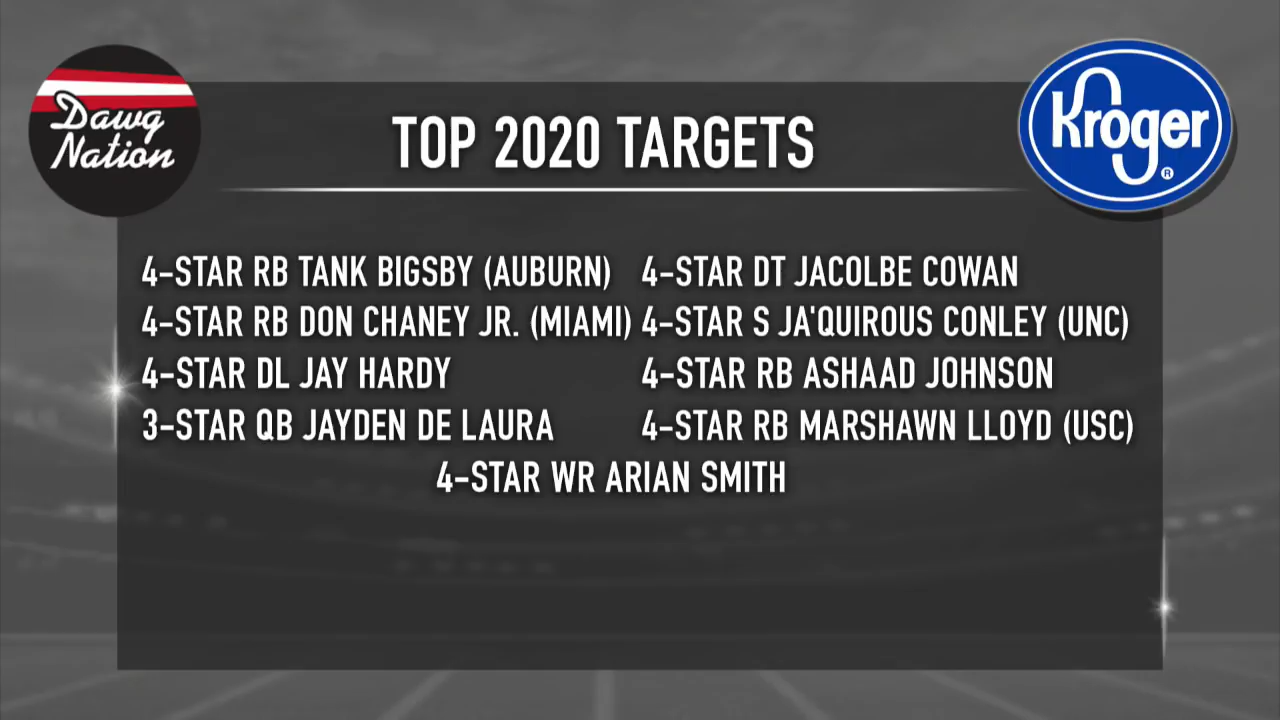 Dawg
Nation
Kroger
®
TOP 2020 TARGETS
4-STAR RB TANK BIGSBY (AUBURN)
4-STAR RB DON CHANEY JR. (MIAMI)
4-STAR DL JAY HARDY
3-STAR QB JAYDEN DE LAURA
4-STAR DT JACOLBE COWAN
4-STAR S JA'QUIROUS CONLEY (UNC)
4-STAR RB ASHAAD JOHNSON
4-STAR RB MARSHAWN LLOYD (USC)
4-STAR WR ARIAN SMITH